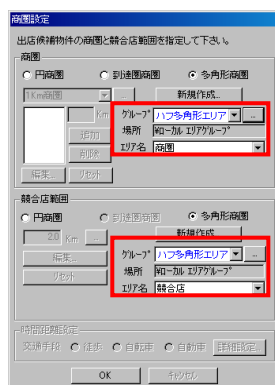 商圏設定
出店候補物件の商圏と競合店範囲を指定して下さい。
商圏
円商圏 到達圏商圏 多角形商圏
1Km商圏 ... 新規作成...
Km グループ ハフ多角形エリア ...
追加 場所 ¥ローカル エリアグループ
削除 エリア名 商圏
編集... リセット
競合店範囲
円商圏 到達圏商圏 多角形商圏
2.0 Km ... 新規作成
編集... グループ ハフ多角形エリア ...
リセット 場所 ¥ローカル エリアグループ
エリア名 競合店
時間距離設定
交通手段 徒歩 自転車 自動車 詳細設定...
OK キャンセル